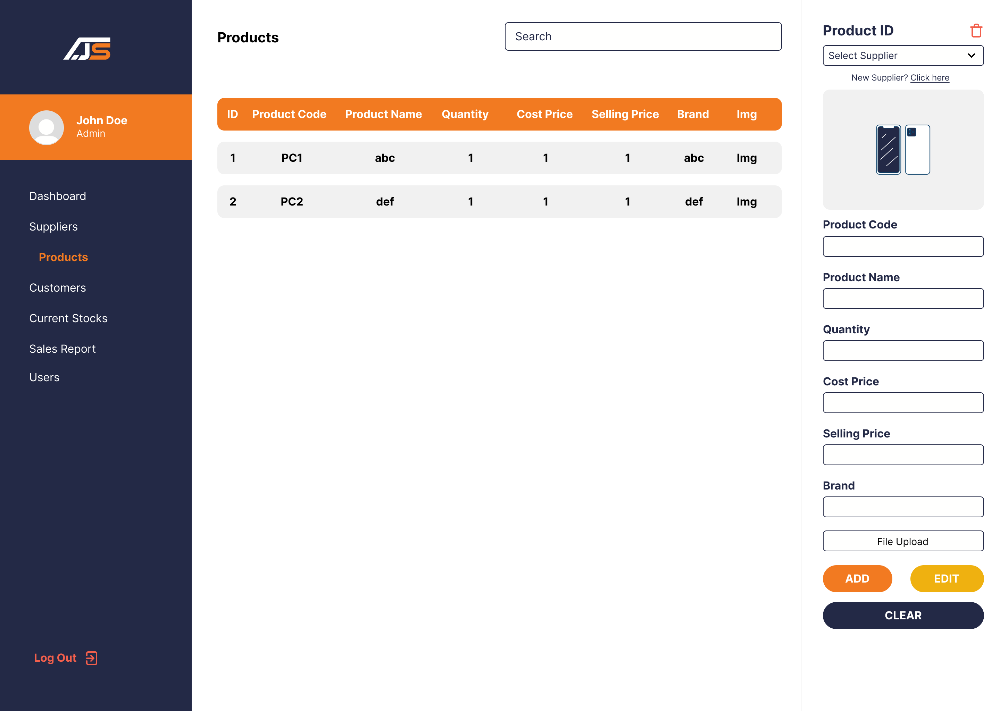 AJS
John Doe
Admin
Dashboard
Suppliers
Products
Customers
Current Stocks
Sales Report
Users
Log Out
Products
Search
ID Product Code Product Name Quantity Cost Price Selling Price Brand Img
1 PC1 abc 1 1 1 abc Img
2 PC2 def 1 1 1 def Img
Product ID
Select Supplier
New Supplier? Click here
Product Code
Product Name
Quantity
Cost Price
Selling Price
Brand
File Upload
ADD EDIT
CLEAR